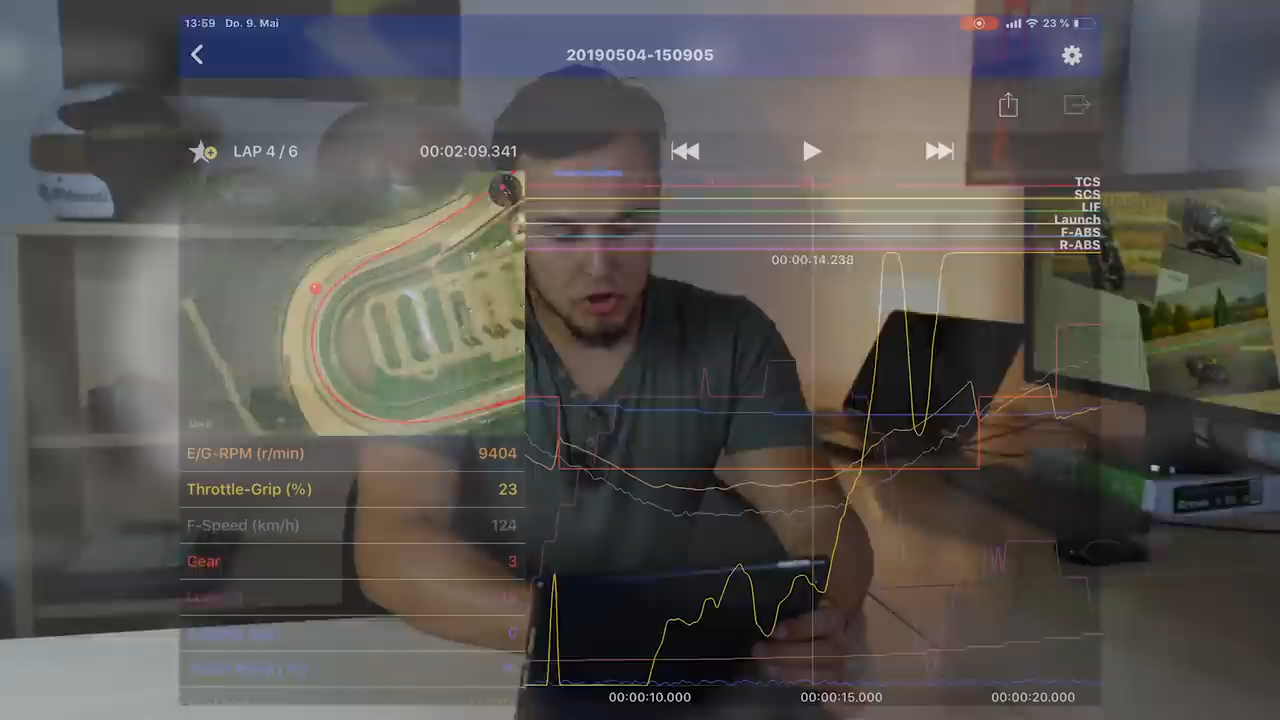 13:59 Do. 9. Mai
23 %
20190504-150905
LAP 4 / 6
00:02:09.341
TCS
SCS
LIF
Launch
F-ABS
R-ABS
00:00:14.238
E/G-RPM (r/min) 9404
Throttle-Grip (%) 23
F-Speed (km/h) 124
Gear 3
0
00:00:10.000
00:00:15.000
00:00:20.000